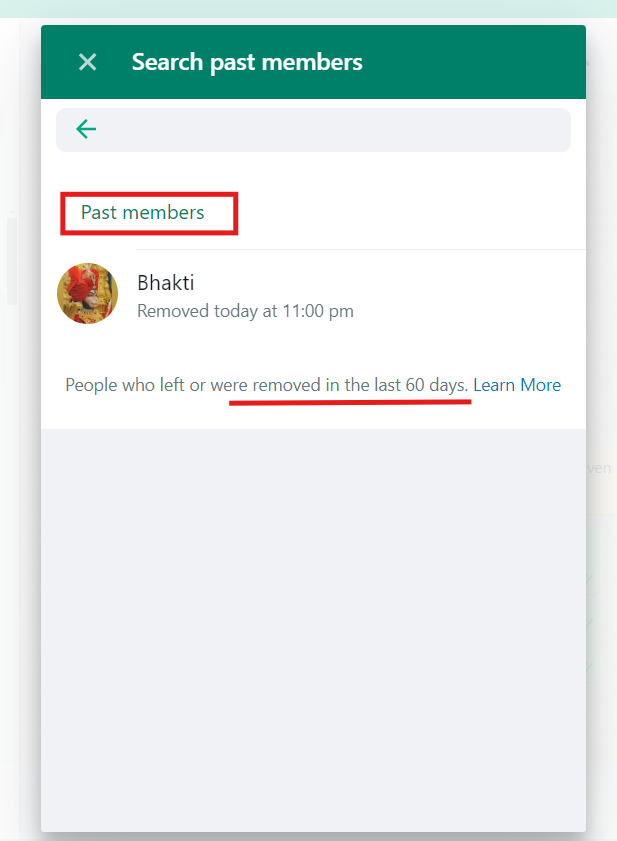 Search past members
Past members
Bhakti
Removed today at 11:00 pm
People who left or were removed in the last 60 days. Learn More
ven